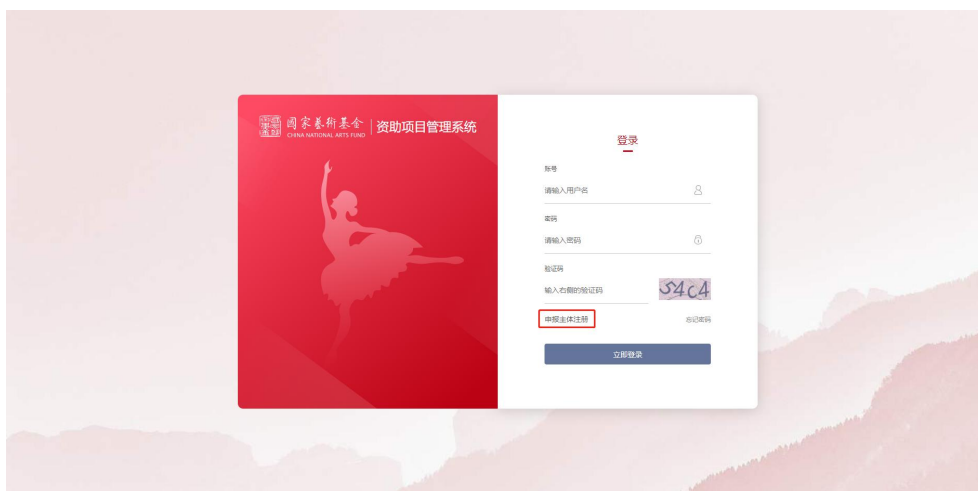 國家藝術基金
CHINA NATIONAL ARTS FUND
资助项目管理系统
登录
账号
请输入用户名
密码
请输入密码
验证码
输入右侧的验证码
S4C4
申报主体注册
忘记密码
立即登录